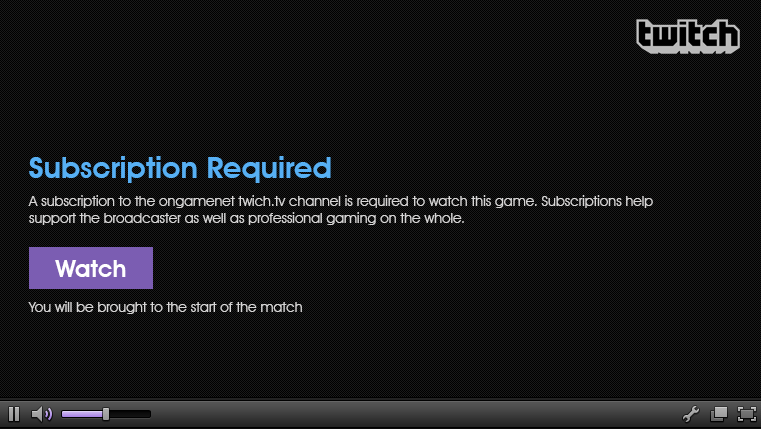 twitch
Subscription Required
A subscription to the ongamenet twich.tv channel is required to watch this game. Subscriptions help
support the broadcaster as well as professional gaming on the whole.
Watch
You will be brought to the start of the match